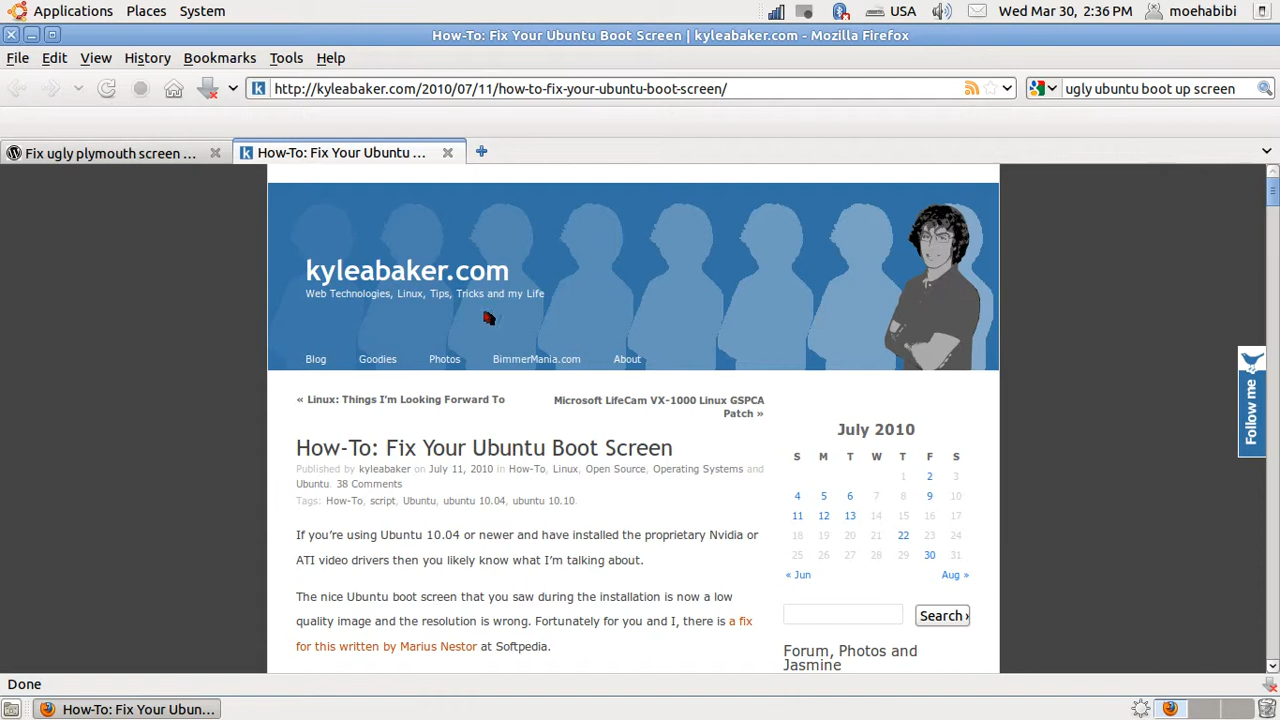 Applications Places System USA Wed Mar 30, 2:36 PM moehabibi
How-To: Fix Your Ubuntu Boot Screen | kyleabaker.com - Mozilla Firefox
File Edit View History Bookmarks Tools Help
http://kyleabaker.com/2010/07/11/how-to-fix-your-ubuntu-boot-screen/ ugly ubuntu boot up screen
Fix ugly plymouth screen ... How-To: Fix Your Ubuntu ...
kyleabaker.com
Web Technologies, Linux, Tips, Tricks and my Life
Blog Goodies Photos BimmerMania.com About
« Linux: Things I'm Looking Forward To
Microsoft LifeCam VX-1000 Linux GSPCA
Patch »
How-To: Fix Your Ubuntu Boot Screen
Published by kyleabaker on July 11, 2010 in How-To, Linux, Open Source, Operating Systems and
Ubuntu. 38 Comments
Tags: How-To, script, Ubuntu, ubuntu 10.04, ubuntu 10.10.
If you're using Ubuntu 10.04 or newer and have installed the proprietary Nvidia or
ATI video drivers then you likely know what I'm talking about.
The nice Ubuntu boot screen that you saw during the installation is now a low
quality image and the resolution is wrong. Fortunately for you and I, there is a fix
for this written by Marius Nestor at Softpedia.
July 2010
S M T W T F S
1 2 3
4 5 6 7 8 9 10
11 12 13 14 15 16 17
18 19 20 21 22 23 24
25 26 27 28 29 30 31
« Jun Aug »
Search ›
Forum, Photos and
Jasmine
Follow me
Done
How-To: Fix Your Ubun...